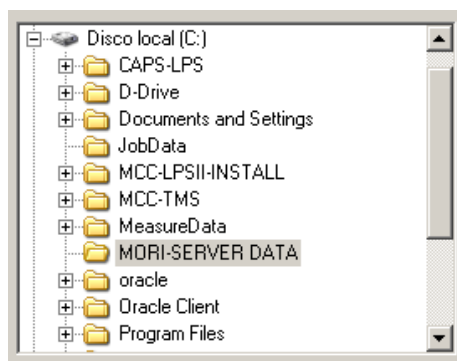 Disco local (C:)
CAPS-LPS
D-Drive
Documents and Settings
JobData
MCC-LPSII-INSTALL
MCC-TMS
MeasureData
MORI-SERVER DATA
oracle
Oracle Client
Program Files